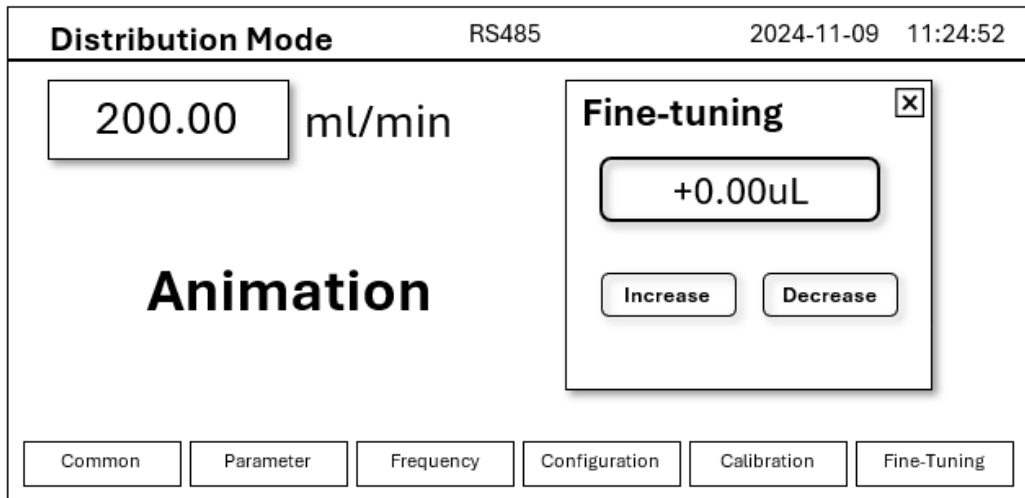 Distribution Mode RS485 2024-11-09 11:24:52
200.00 ml/min
Fine-tuning
+0.00uL
Animation
Increase Decrease
Common Parameter Frequency Configuration Calibration Fine-Tuning